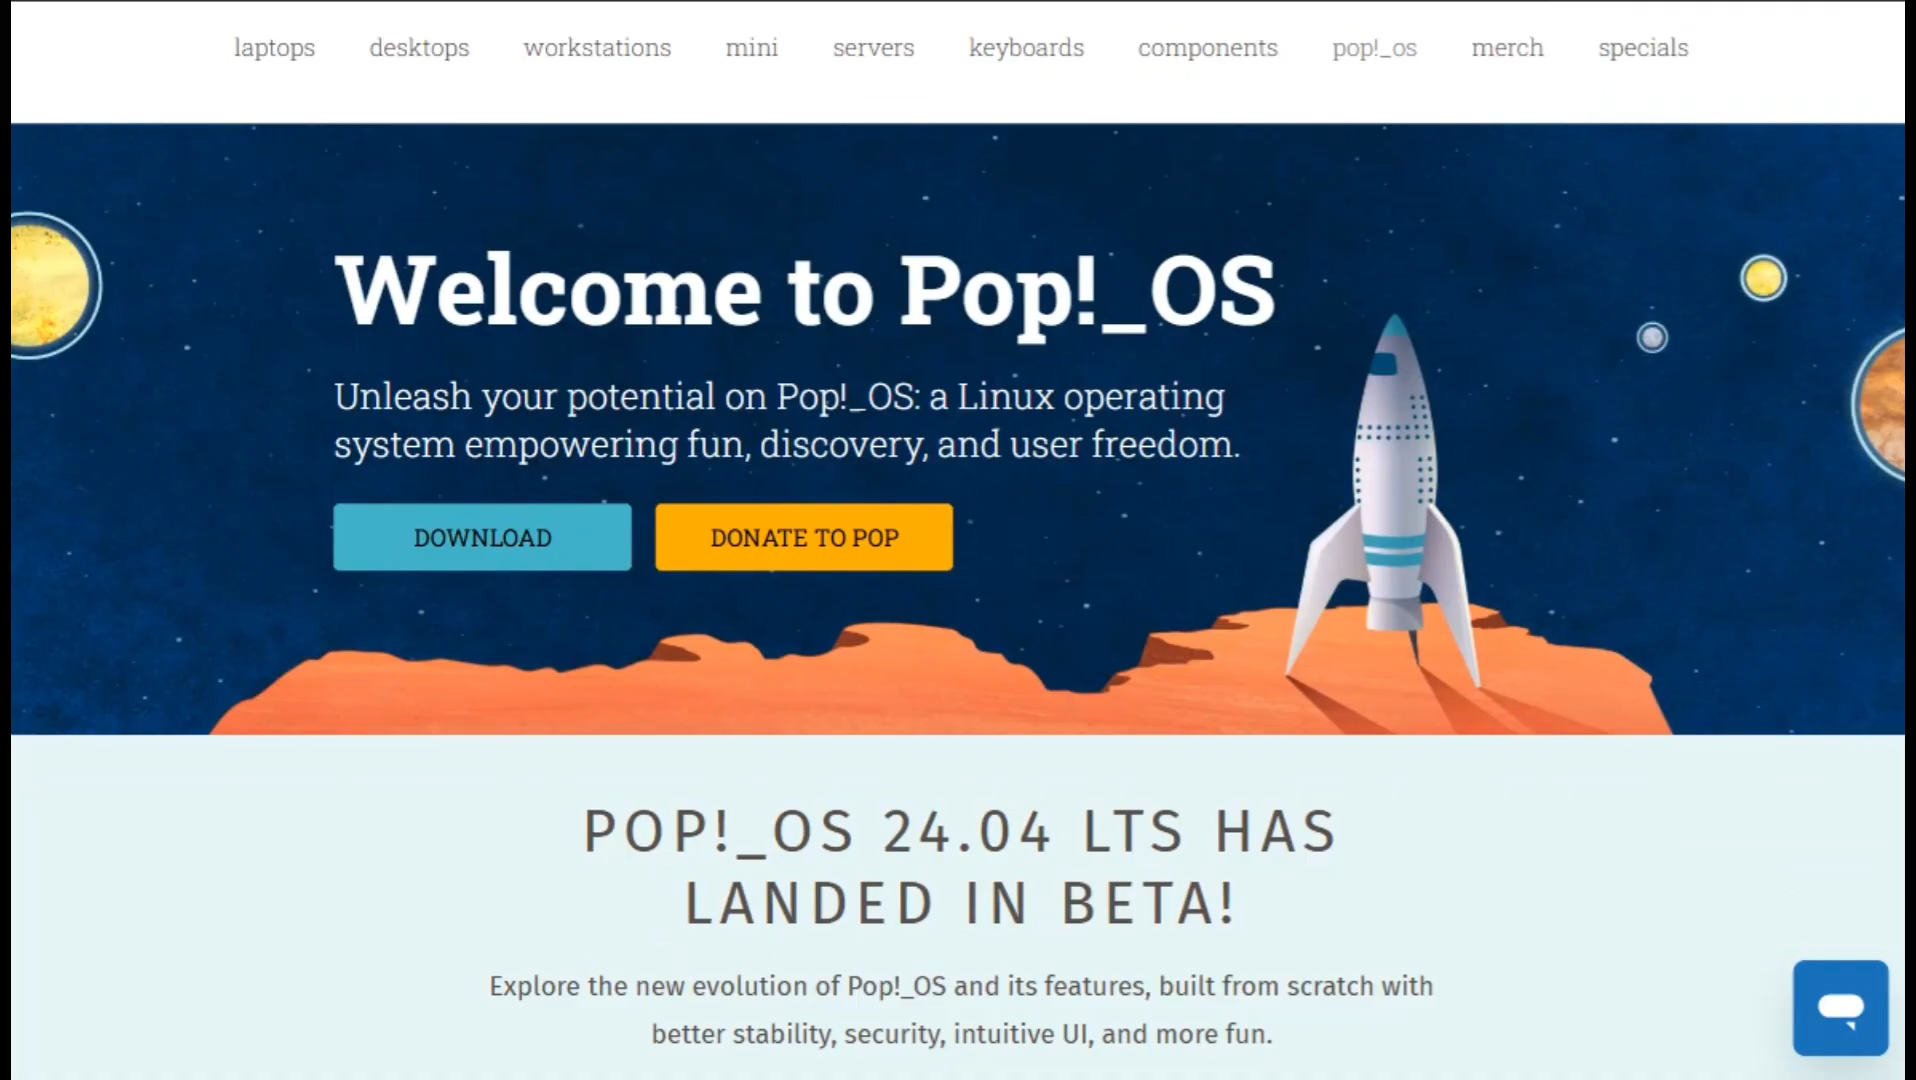 laptops desktops workstations mini servers keyboards components pop!_os merch specials
Welcome to Pop!_OS
Unleash your potential on Pop!_OS: a Linux operating
system empowering fun, discovery, and user freedom.
DOWNLOAD DONATE TO POP
POP!_OS 24.04 LTS HAS
LANDED IN BETA!
Explore the new evolution of Pop!_OS and its features, built from scratch with
better stability, security, intuitive UI, and more fun.